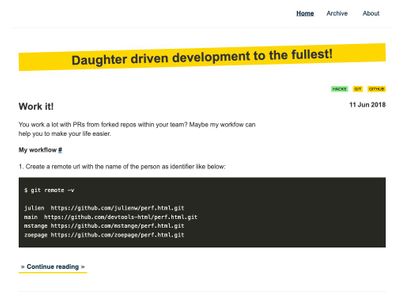 Home Archive About
Daughter driven development to the fullest!
HACKS GIT GITHUB
Work it!
11 Jun 2018
You work a lot with PRs from forked repos within your team? Maybe my workfow can
help you to make your life easier.
My workflow #
1. Create a remote url with the name of the person as identifier like below:
$ git remote -v
julien https://github.com/julienw/perf.html.git
main https://github.com/devtools-html/perf.html.git
mstange https://github.com/mstange/perf.html.git
zoepage https://github.com/zoepage/perf.html.git
» Continue reading »